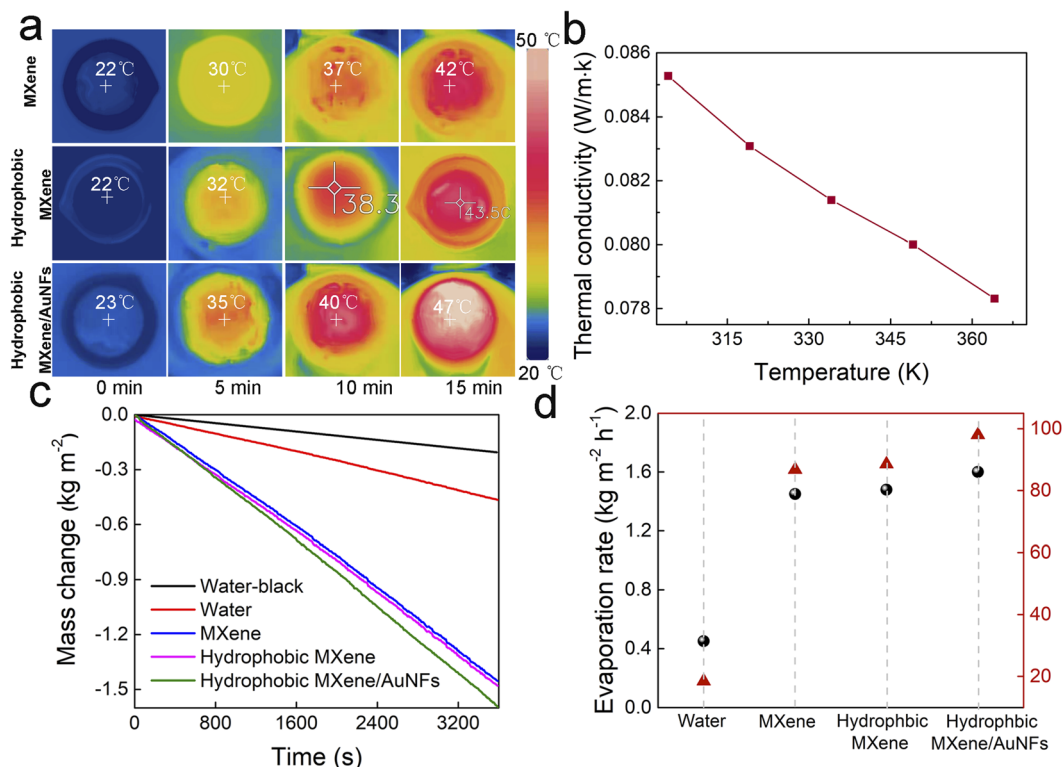 a
MXene
22℃
30℃
37℃
42℃
50℃
Hydrophobic
MXene
22℃
32℃
38.3
43.50
Hydrophobic
MXene/AuNFs
23℃
35℃
40℃
47℃
20℃
0 min
5 min
10 min
15 min
b
Thermal conductivity (W/m·k)
0.086
0.084
0.082
0.080
0.078
315
330
345
360
Temperature (K)
c
Mass change (kg m⁻²)
0.0
-0.3
-0.6
-0.9
-1.2
-1.5
Water-black
Water
MXene
Hydrophobic MXene
Hydrophobic MXene/AuNFs
0
800
1600
2400
3200
Time (s)
d
Evaporation rate (kg m⁻² h⁻¹)
2.0
1.6
1.2
0.8
0.4
0.0
100
80
60
40
20
Water
MXene
Hydrophbic
MXene
Hydrophbic
MXene/AuNFs